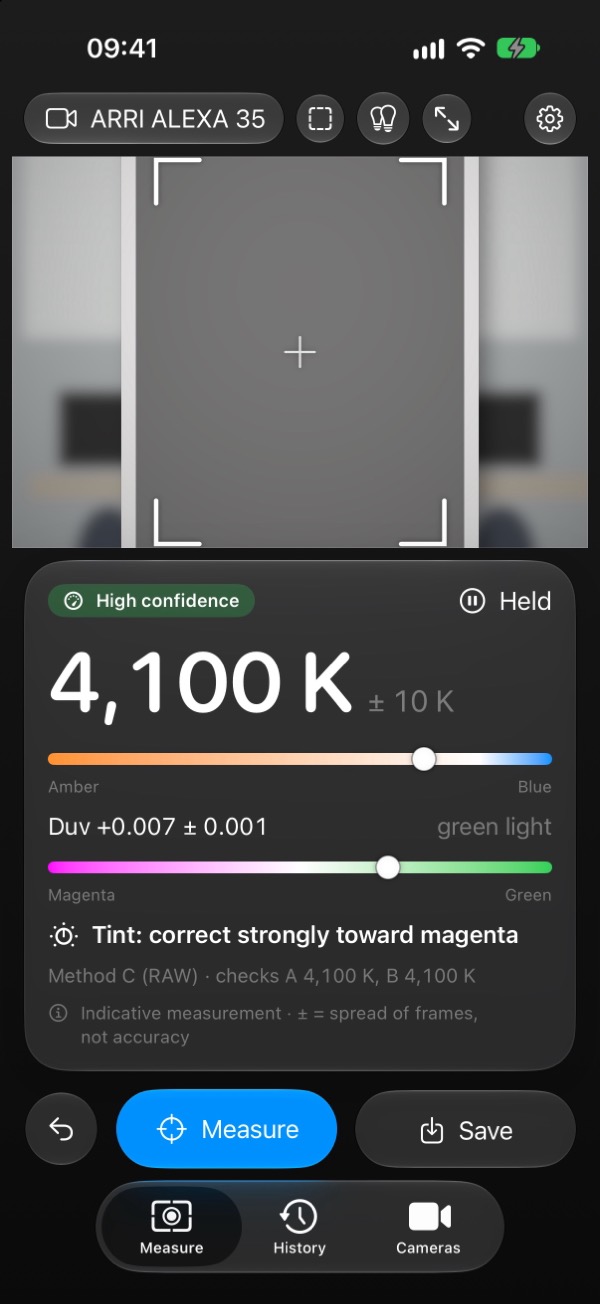 09:41
ARRI ALEXA 35
High confidence
Held
4,100 K ± 10 K
Amber
Blue
Duv +0.007 ± 0.001
green light
Magenta
Green
Tint: correct strongly toward magenta
Method C (RAW) · checks A 4,100 K, B 4,100 K
Indicative measurement · ± = spread of frames,
not accuracy
Measure
Save
Measure
History
Cameras